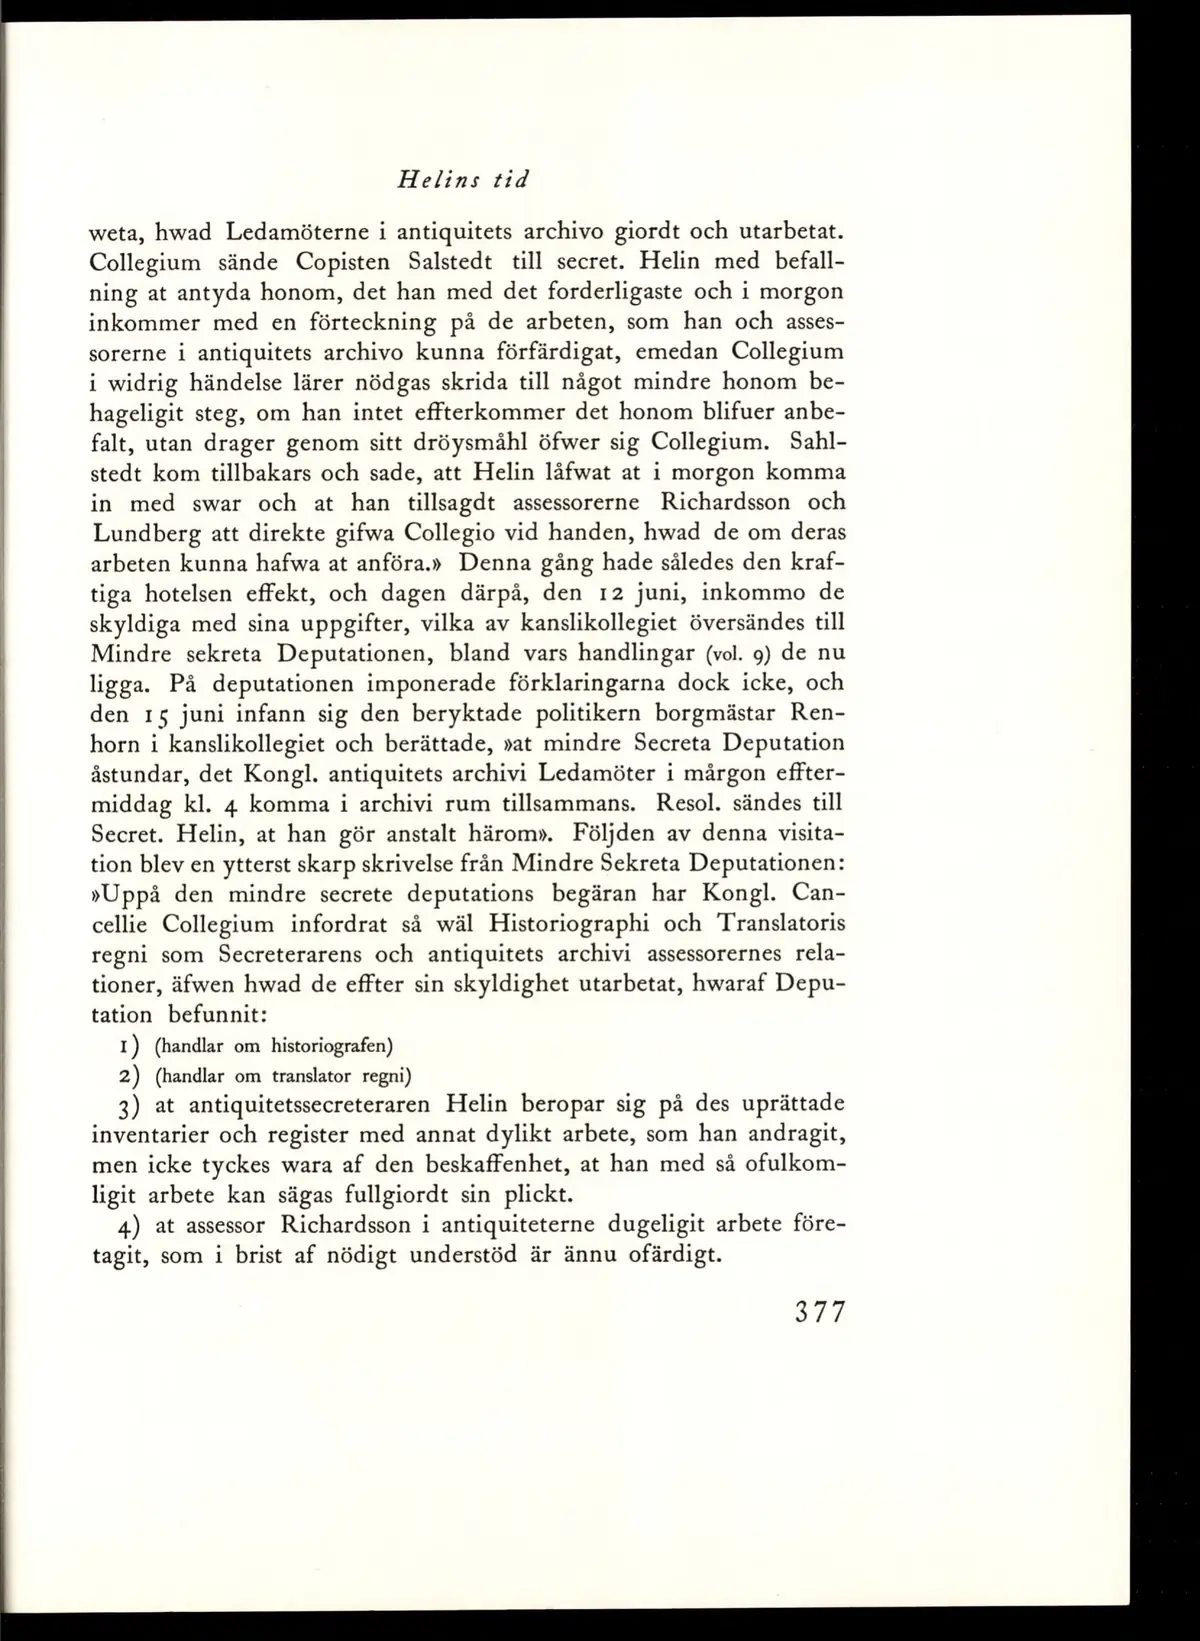 Helins tid
weta, hwad Ledamöterne i antiquitets archivo giordt och utarbetat.
Collegium sände Copisten Salstedt till secret. Helin med befall-
ning at antyda honom, det han med det forderligaste och i morgon
inkommer med en förteckning på de arbeten, som han och asses-
sorerne i antiquitets archivo kunna förfärdigat, emedan Collegium
i widrig händelse lärer nödgas skrida till något mindre honom be-
hageligit steg, om han intet effterkommer det honom blifuer anbe-
falt, utan drager genom sitt dröysmåhl öfwer sig Collegium. Sahl-
stedt kom tillbakars och sade, att Helin låfwat at i morgon komma
in med swar och at han tillsagdt assessorerne Richardsson och
Lundberg att direkte gifwa Collegio vid handen, hwad de om deras
arbeten kunna hafwa at anföra.» Denna gång hade således den kraf-
tiga hotelsen effekt, och dagen därpå, den 12 juni, inkommo de
skyldiga med sina uppgifter, vilka av kanslikollegiet översändes till
Mindre sekreta Deputationen, bland vars handlingar (vol. 9) de nu
ligga. På deputationen imponerade förklaringarna dock icke, och
den 15 juni infann sig den beryktade politikern borgmästar Ren-
horn i kanslikollegiet och berättade, »at mindre Secreta Deputation
åstundar, det Kongl. antiquitets archivi Ledamöter i mårgon effter-
middag kl. 4 komma i archivi rum tillsammans. Resol. sändes till
Secret. Helin, at han gör anstalt härom». Följden av denna visita-
tion blev en ytterst skarp skrivelse från Mindre Sekreta Deputationen:
»Uppå den mindre secrete deputations begäran har Kongl. Can-
cellie Collegium infordrat så wäl Historiographi och Translatoris
regni som Secreterarens och antiquitets archivi assessorernes rela-
tioner, äfwen hwad de effter sin skyldighet utarbetat, hwaraf Depu-
tation befunnit:
1) (handlar om historiografen)
2) (handlar om translator regni)
3) at antiquitetssecreteraren Helin beropar sig på des uprättade
inventarier och register med annat dylikt arbete, som han andragit,
men icke tyckes wara af den beskaffenhet, at han med så ofulkom-
ligit arbete kan sägas fullgiordt sin plickt.
4) at assessor Richardsson i antiquiteterne dugeligit arbete före-
tagit, som i brist af nödigt understöd är ännu ofärdigt.
377